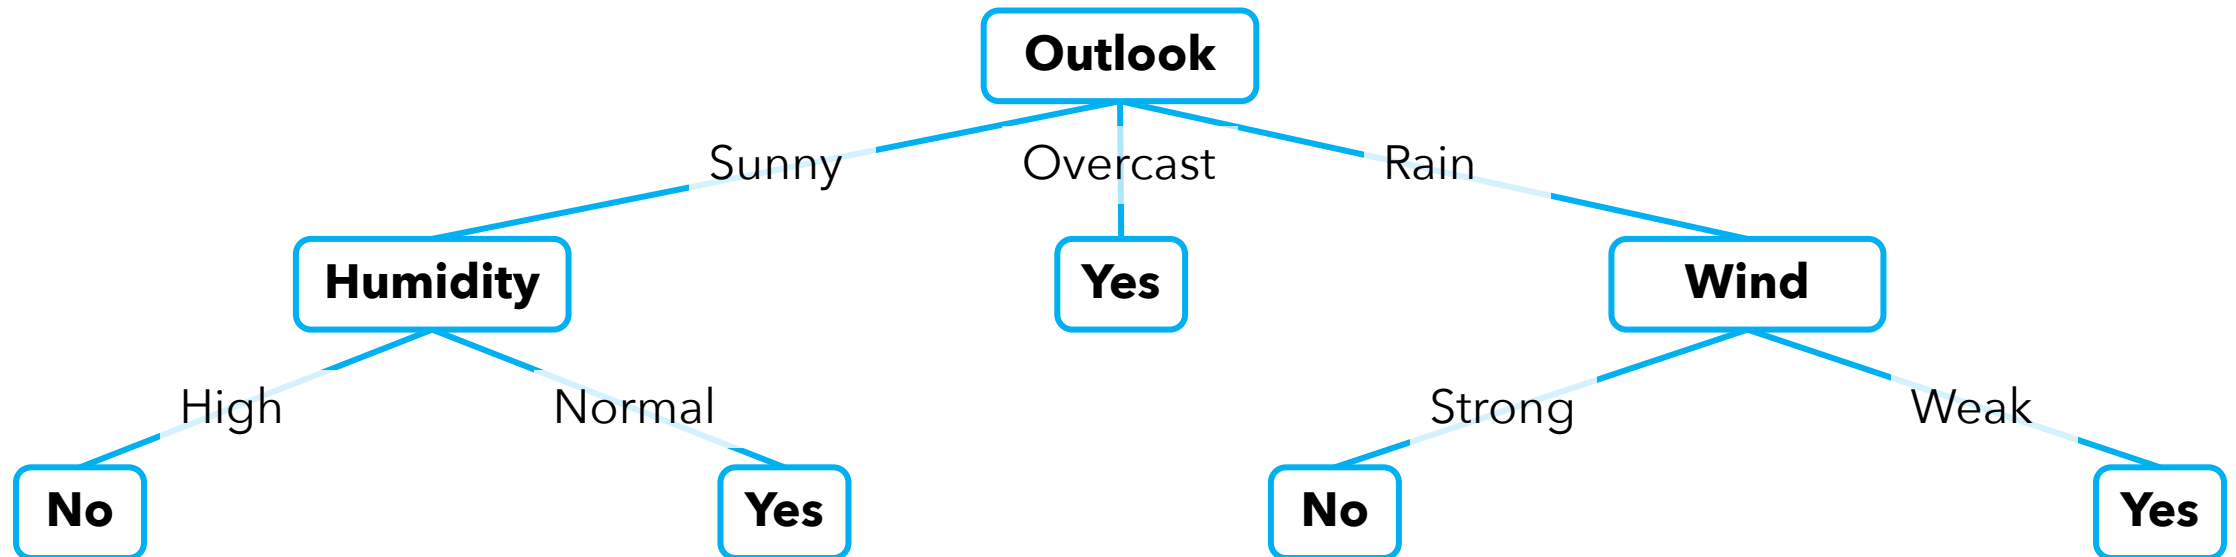 Outlook
Sunny Overcast Rain
Humidity Yes Wind
High Normal Strong Weak
No Yes No Yes